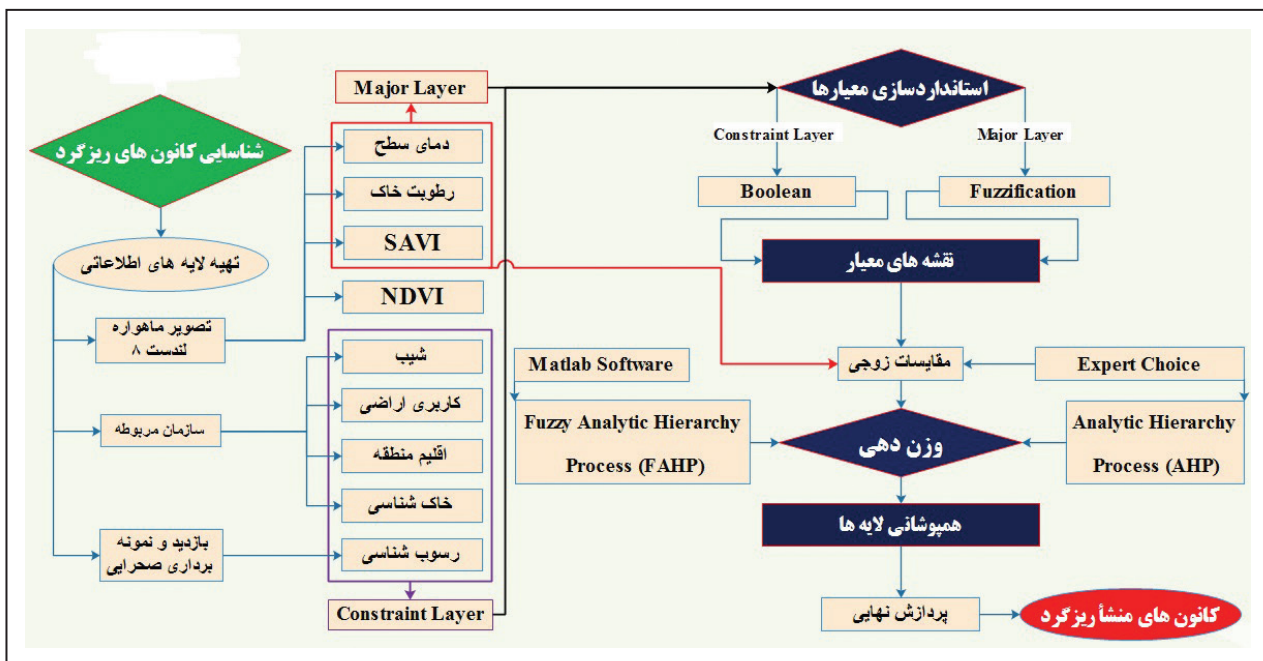 شناسایی کانون های ریزگرد
تهیه لایه های اطلاعاتی
تصویر ماهواره
لندست ۸
سازمان مربوطه
بازدید و نمونه
برداری صحرایی
Major Layer
دمای سطح
رطوبت خاک
SAVI
NDVI
شیب
کاربری اراضی
اقلیم منطقه
خاک شناسی
رسوب شناسی
Constraint Layer
استانداردسازی معیارها
Constraint Layer
Major Layer
Boolean
Fuzzification
نقشه های معیار
Matlab Software
مقایسات زوجی
Expert Choice
Fuzzy Analytic Hierarchy
Process (FAHP)
وزن دهی
Analytic Hierarchy
Process (AHP)
همپوشانی لایه ها
پردازش نهایی
کانون های منشأ ریزگرد